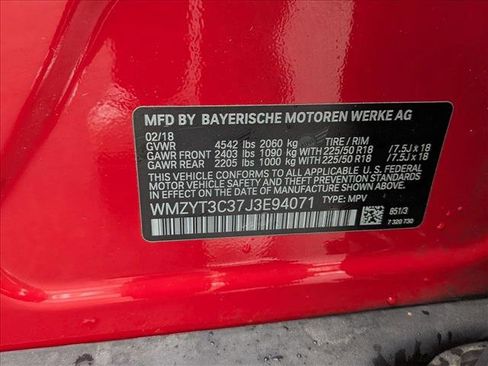 MFD BY BAYERISCHE MOTOREN WERKE AG
02/18
GVWR 4542 lbs 2060 kg TIRE / RIM
GAWR FRONT 2403 lbs 1090 kg WITH 225/50 R18 / 7.5J x 18
GAWR REAR 2205 lbs 1000 kg WITH 225/50 R18 / 7.5J x 18
THIS VEHICLE CONFORMS TO ALL APPLICABLE
FEDERAL MOTOR VEHICLE SAFETY STANDARDS
IN EFFECT ON THE DATE OF MANUFACTURE
SHOWN ABOVE.
WMZYT3C37J3E94071 TYPE: MPV
851/3
7 320 730